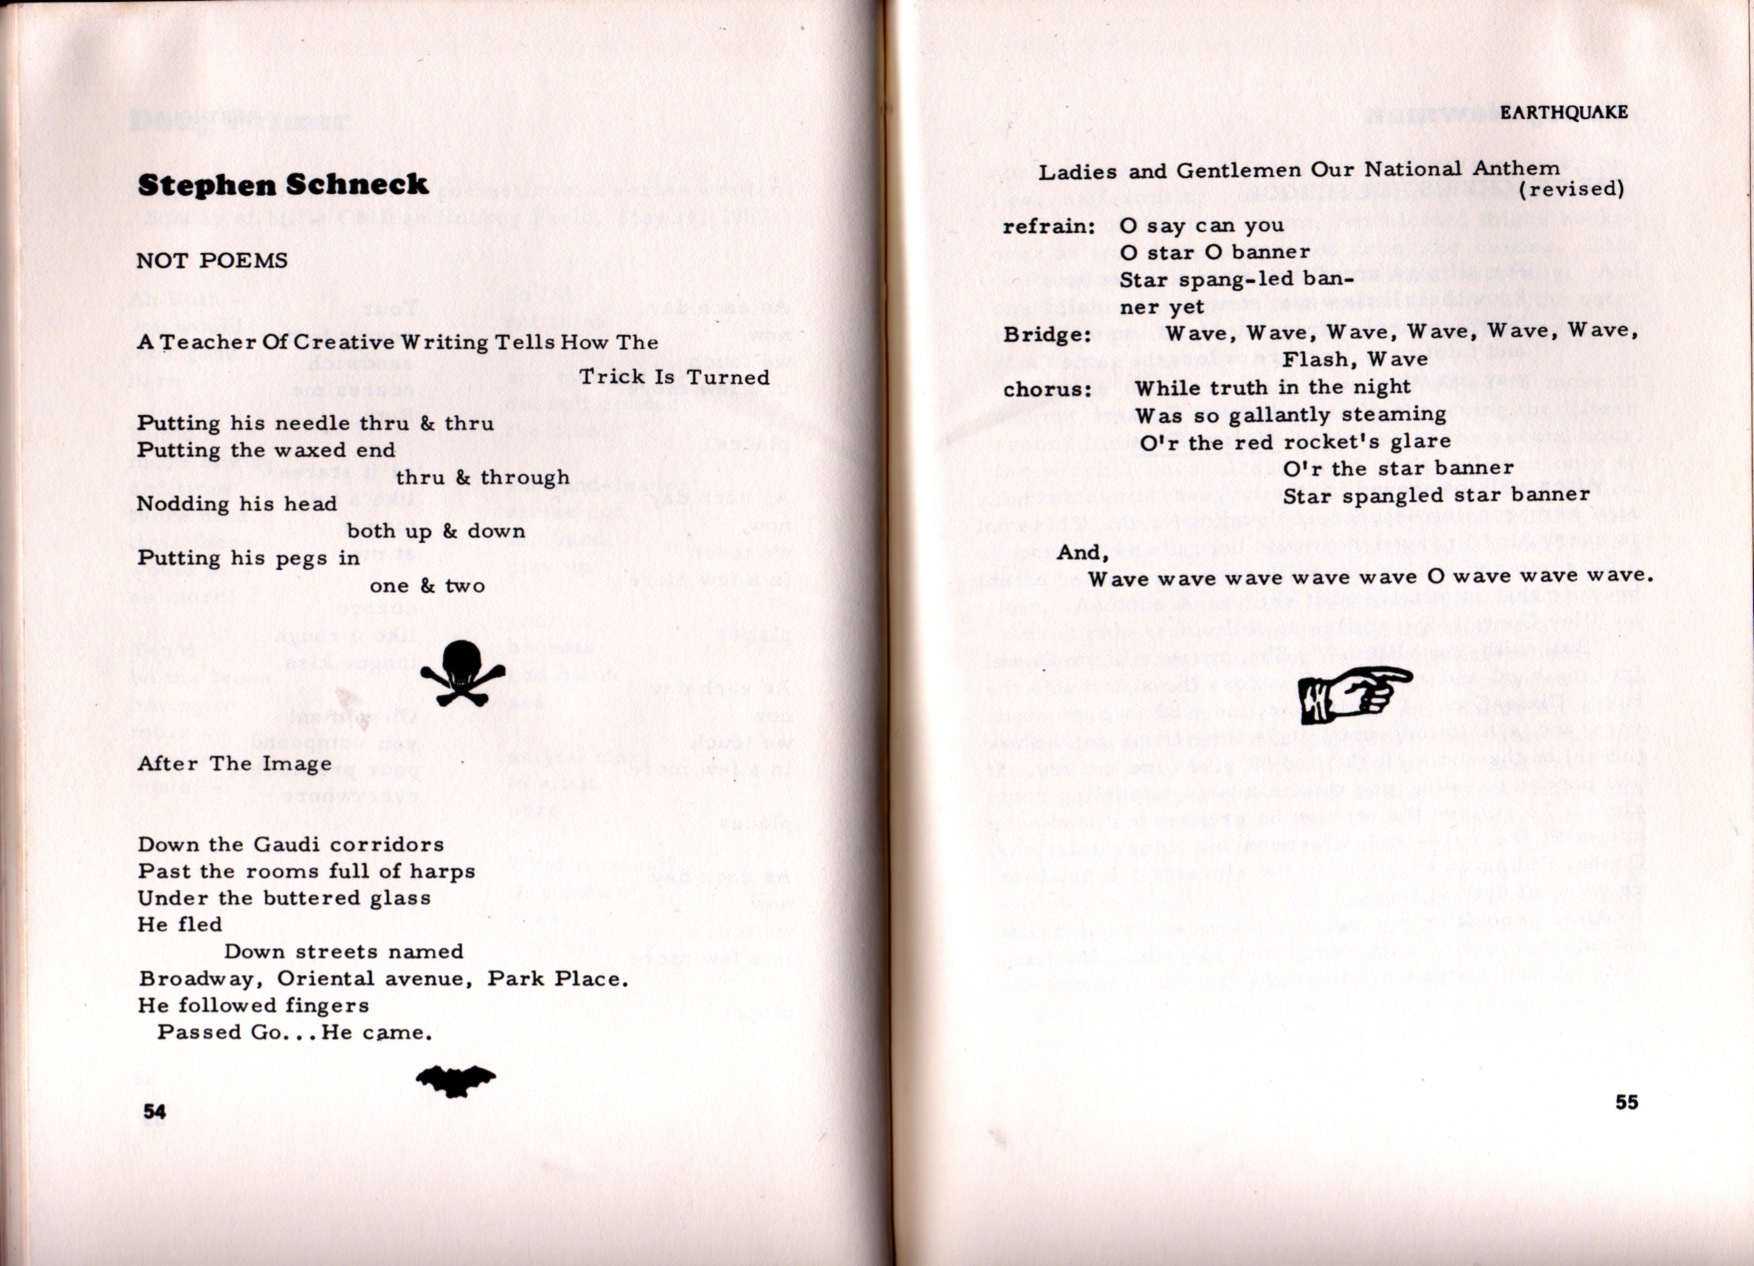 Stephen Schneck
NOT POEMS
A Teacher Of Creative Writing Tells How The
Trick Is Turned
Putting his needle thru & thru
Putting the waxed end
thru & through
Nodding his head
both up & down
Putting his pegs in
one & two
After The Image
Down the Gaudi corridors
Past the rooms full of harps
Under the buttered glass
He fled
Down streets named
Broadway, Oriental avenue, Park Place.
He followed fingers
Passed Go...He came.
54
EARTHQUAKE
Ladies and Gentlemen Our National Anthem
(revised)
refrain: O say can you
O star O banner
Star spang-led ban-
ner yet
Bridge: Wave, Wave, Wave, Wave, Wave, Wave,
Flash, Wave
chorus: While truth in the night
Was so gallantly steaming
O'r the red rocket's glare
O'r the star banner
Star spangled star banner
And,
Wave wave wave wave wave O wave wave wave.
55